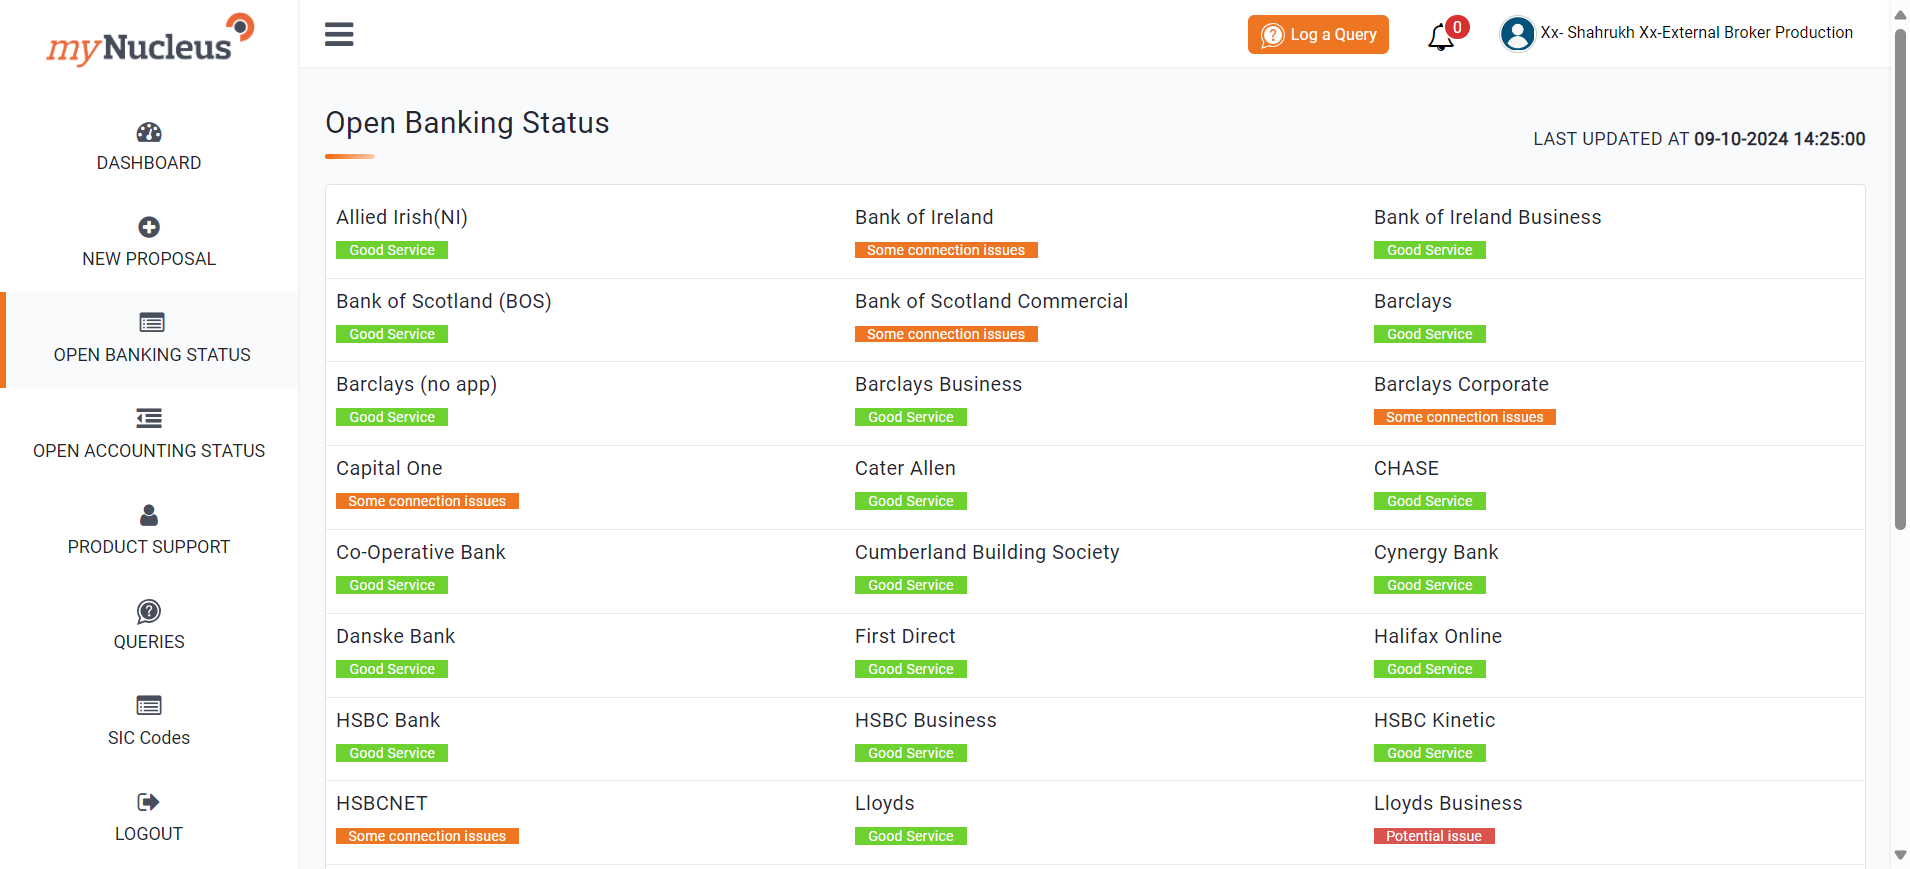 myNucleus
Log a Query
0
Xx- Shahrukh Xx-External Broker Production
DASHBOARD
NEW PROPOSAL
OPEN BANKING STATUS
OPEN ACCOUNTING STATUS
PRODUCT SUPPORT
QUERIES
SIC Codes
LOGOUT
Open Banking Status
LAST UPDATED AT 09-10-2024 14:25:00
Allied Irish(NI)
Good Service
Bank of Ireland
Some connection issues
Bank of Ireland Business
Good Service
Bank of Scotland (BOS)
Good Service
Bank of Scotland Commercial
Some connection issues
Barclays
Good Service
Barclays (no app)
Good Service
Barclays Business
Good Service
Barclays Corporate
Some connection issues
Capital One
Some connection issues
Cater Allen
Good Service
CHASE
Good Service
Co-Operative Bank
Good Service
Cumberland Building Society
Good Service
Cynergy Bank
Good Service
Danske Bank
Good Service
First Direct
Good Service
Halifax Online
Good Service
HSBC Bank
Good Service
HSBC Business
Good Service
HSBC Kinetic
Good Service
HSBCNET
Some connection issues
Lloyds
Good Service
Lloyds Business
Potential issue